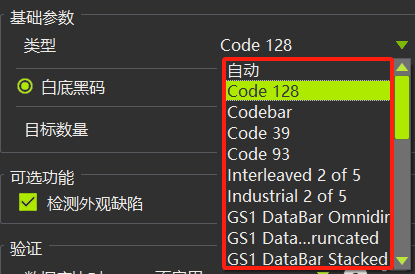 基础参数
类型 Code 128
自动
Code 128
白底黑码
Codebar
Code 39
目标数量
Code 93
Interleaved 2 of 5
可选功能
Industrial 2 of 5
检测外观缺陷
GS1 DataBar Omnidir
GS1 Data...runcated
验证
GS1 DataBar Stacked